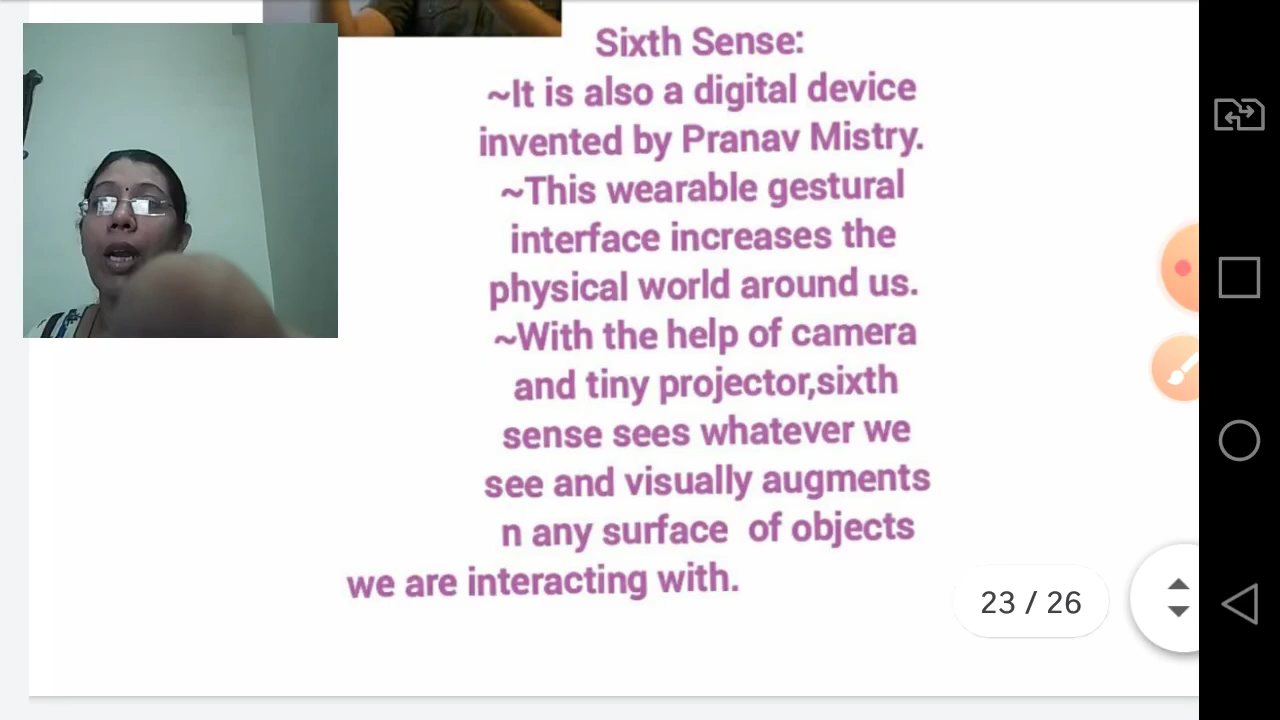 Sixth Sense:
~It is also a digital device
invented by Pranav Mistry.
~This wearable gestural
interface increases the
physical world around us.
~With the help of camera
and tiny projector,sixth
sense sees whatever we
see and visually augments
n any surface of objects
we are interacting with.
23 / 26